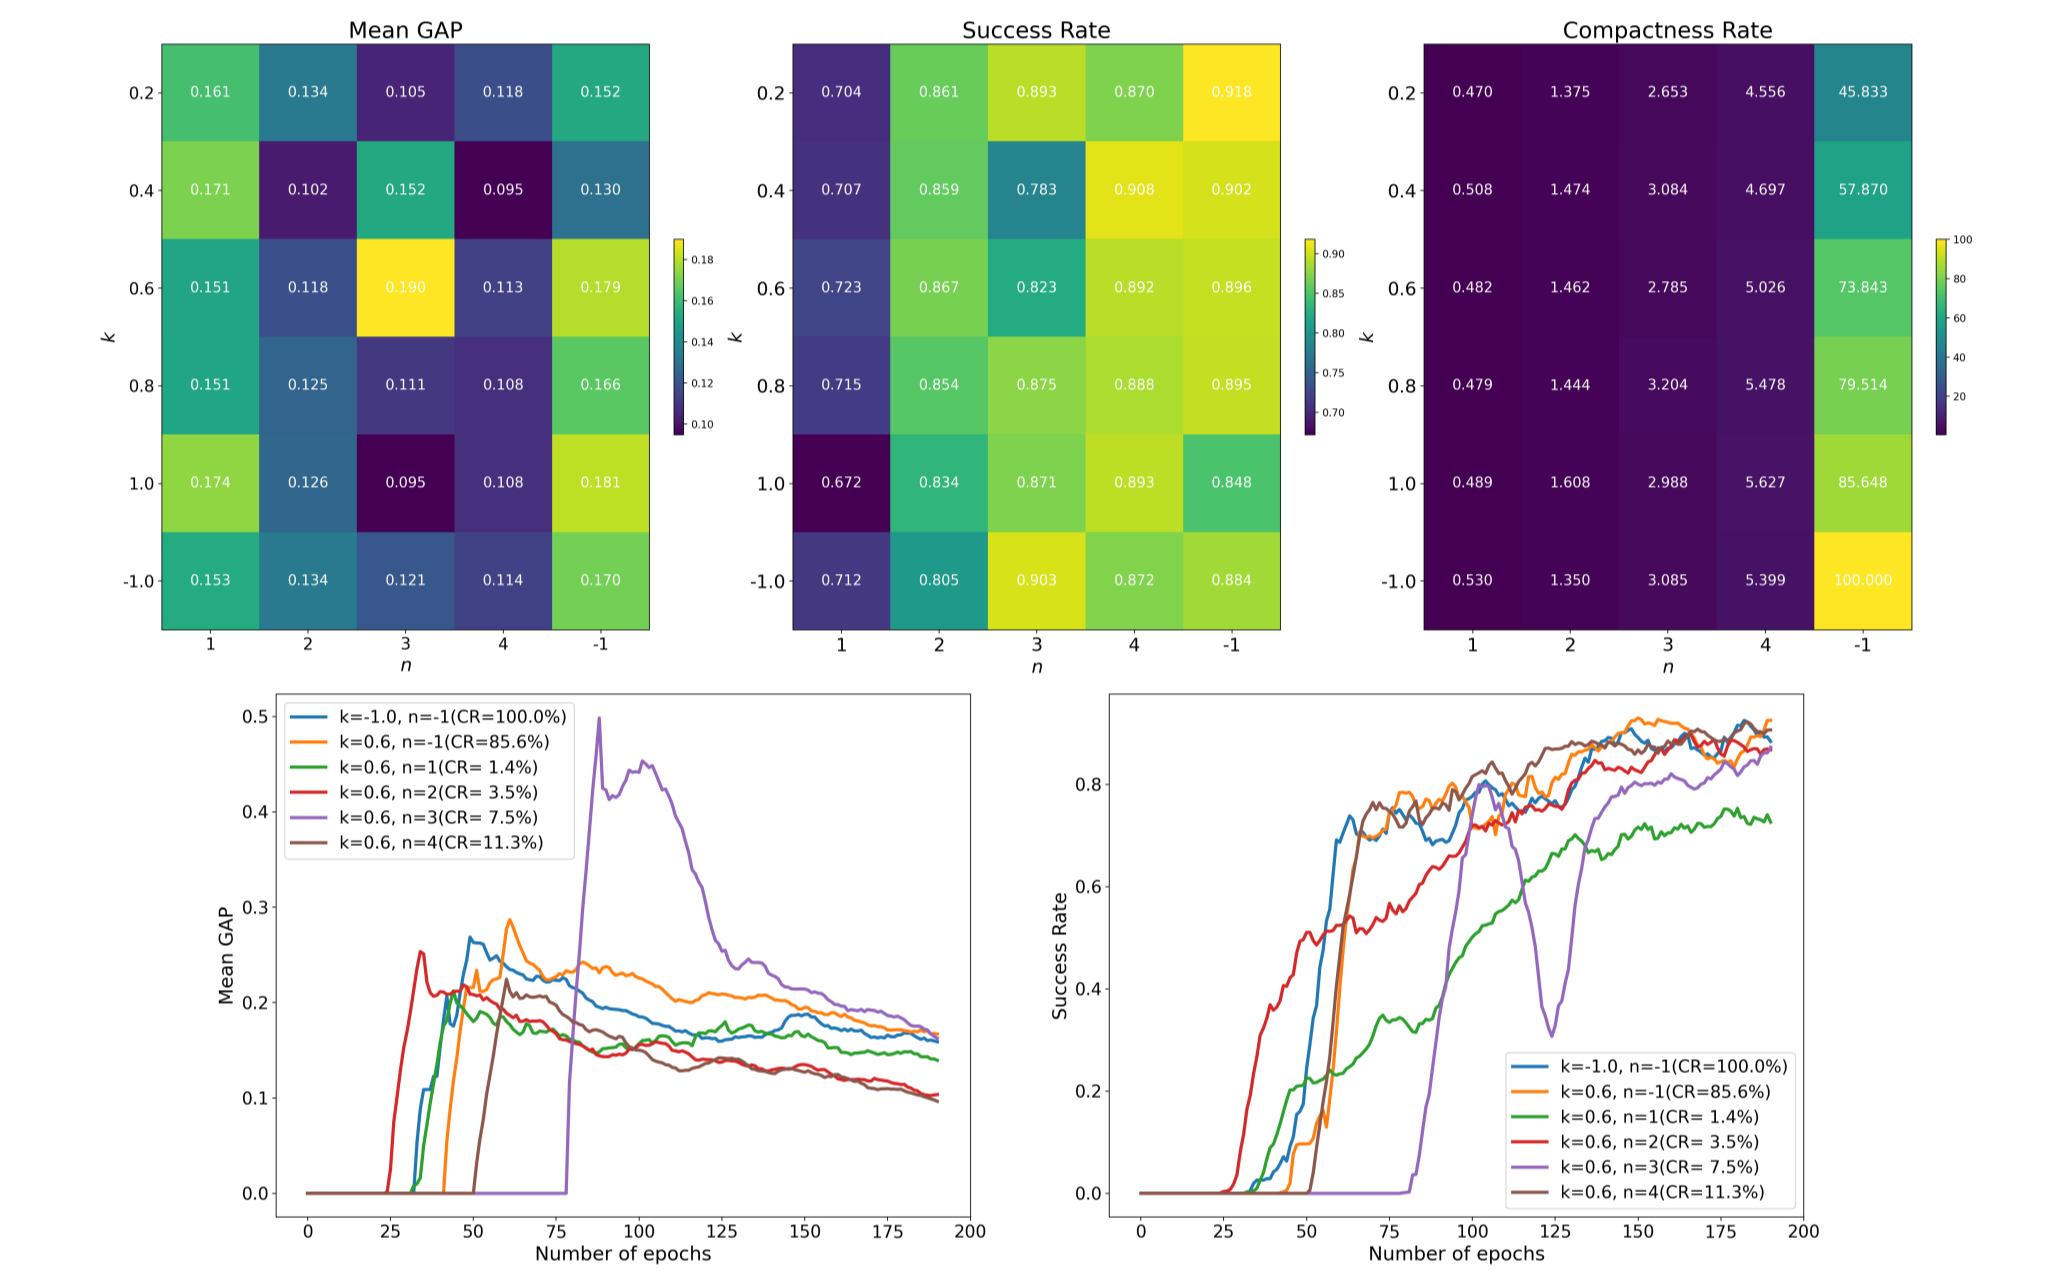 Mean GAP
0.2 0.161 0.134 0.105 0.118 0.152
0.4 0.171 0.102 0.152 0.095 0.130
0.6 0.151 0.118 0.190 0.113 0.179
0.8 0.151 0.125 0.111 0.108 0.166
1.0 0.174 0.126 0.095 0.108 0.181
-1.0 0.153 0.134 0.121 0.114 0.170
k
1 2 3 4 -1
n
0.18
0.16
0.14
0.12
0.10
Success Rate
0.2 0.704 0.861 0.893 0.870 0.918
0.4 0.707 0.859 0.783 0.908 0.902
0.6 0.723 0.867 0.823 0.892 0.896
0.8 0.715 0.854 0.875 0.888 0.895
1.0 0.672 0.834 0.871 0.893 0.848
-1.0 0.712 0.805 0.903 0.872 0.884
k
1 2 3 4 -1
n
0.90
0.85
0.80
0.75
0.70
Compactness Rate
0.2 0.470 1.375 2.653 4.556 45.833
0.4 0.508 1.474 3.084 4.697 57.870
0.6 0.482 1.462 2.785 5.026 73.843
0.8 0.479 1.444 3.204 5.478 79.514
1.0 0.489 1.608 2.988 5.627 85.648
-1.0 0.530 1.350 3.085 5.399 100.000
k
1 2 3 4 -1
n
100
80
60
40
20
k=-1.0, n=-1(CR=100.0%)
k=0.6, n=-1(CR=85.6%)
k=0.6, n=1(CR= 1.4%)
k=0.6, n=2(CR= 3.5%)
k=0.6, n=3(CR= 7.5%)
k=0.6, n=4(CR=11.3%)
Mean GAP
0.5
0.4
0.3
0.2
0.1
0.0
0 25 50 75 100 125 150 175 200
Number of epochs
Success Rate
0.8
0.6
0.4
0.2
0.0
k=-1.0, n=-1(CR=100.0%)
k=0.6, n=-1(CR=85.6%)
k=0.6, n=1(CR= 1.4%)
k=0.6, n=2(CR= 3.5%)
k=0.6, n=3(CR= 7.5%)
k=0.6, n=4(CR=11.3%)
0 25 50 75 100 125 150 175 200
Number of epochs